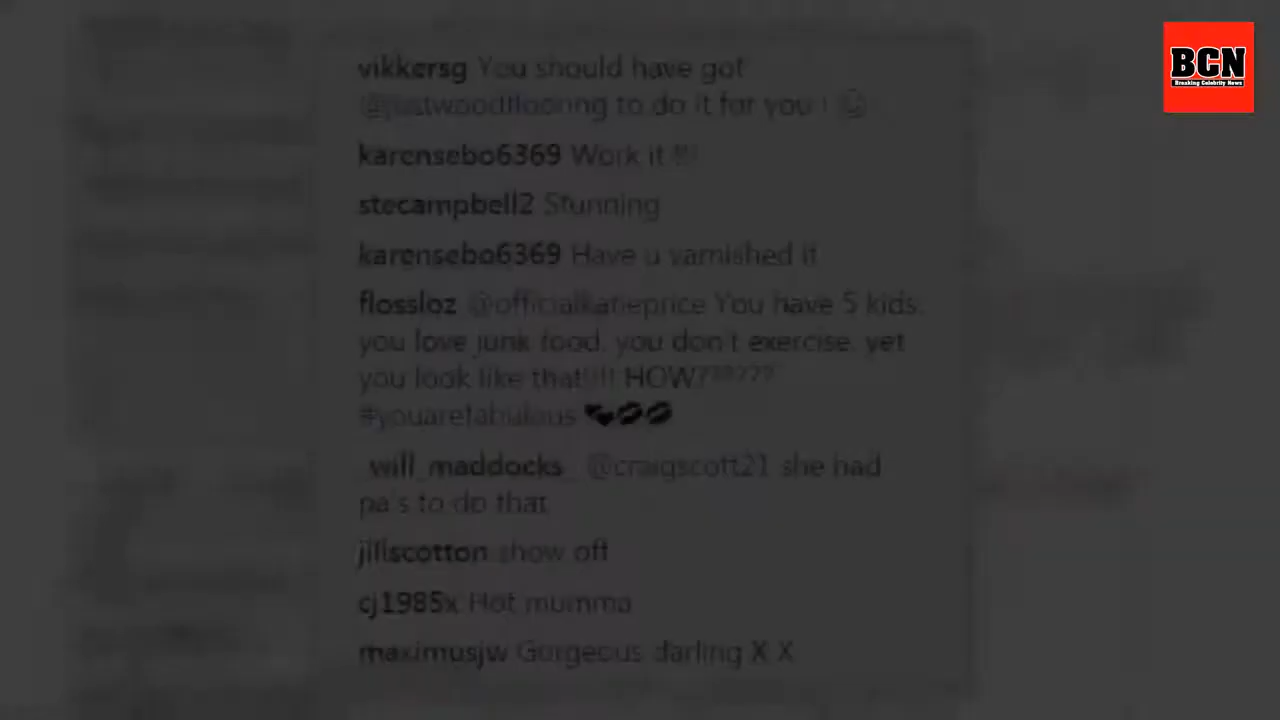 BCN
Breaking Celebrity News
vikkersg You should have got
@justwoodflooring to do it for you !
karensebo6369 Work it !!!
stecampbell2 Stunning
karensebo6369 Have u varnished it
flossloz @officialkatieprice You have 5 kids,
you love junk food, you don't exercise, yet
you look like that!!!! HOW???????
#youarefabulous 💋💋💋
_will_maddocks_ @craigscott21 she had
pa's to do that
jillscotton show off
cj1985x Hot mumma
maximusjw Gorgeous darling X X